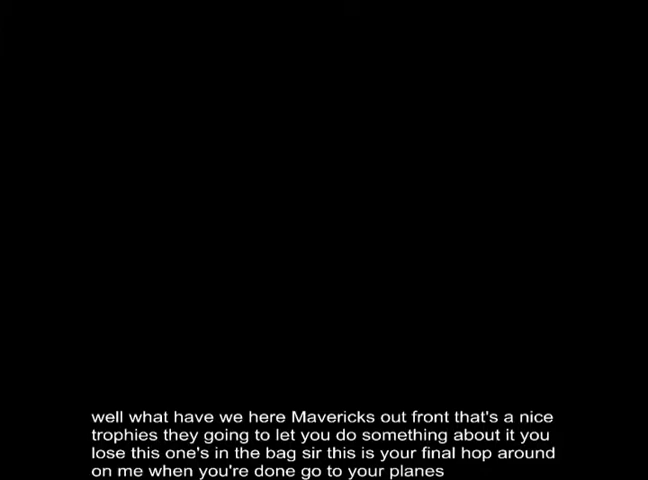 well what have we here Mavericks out front that's a nice
trophies they going to let you do something about it you
lose this one's in the bag sir this is your final hop around
on me when you're done go to your planes